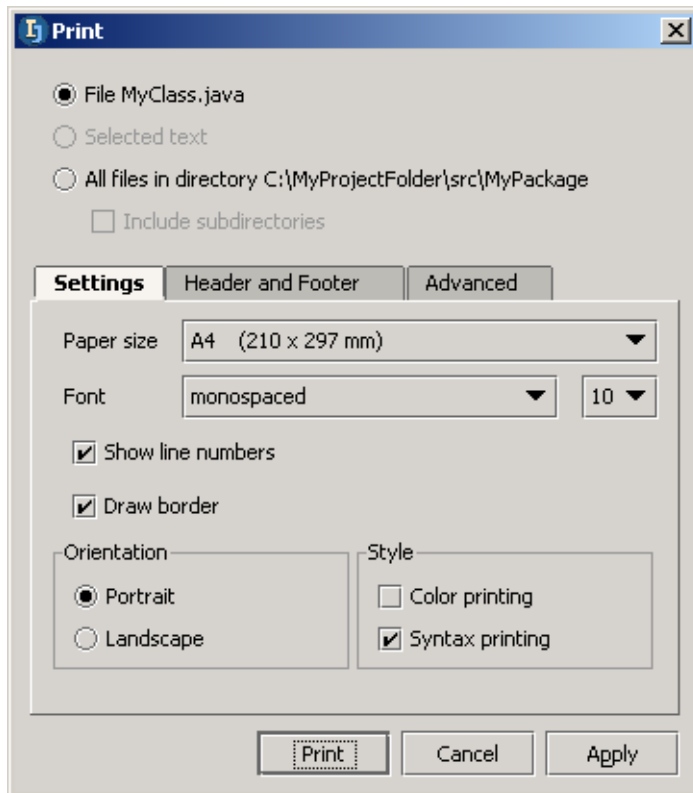 Print
File MyClass.java
Selected text
All files in directory C:\MyProjectFolder\src\MyPackage
Include subdirectories
Settings Header and Footer Advanced
Paper size A4 (210 x 297 mm)
Font monospaced 10
Show line numbers
Draw border
Orientation Style
Portrait Color printing
Landscape Syntax printing
Print Cancel Apply